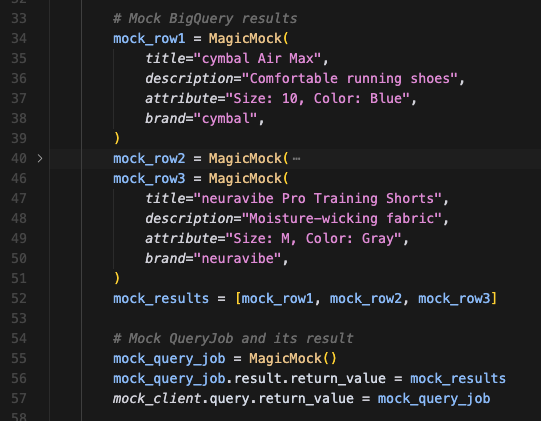 33 # Mock BigQuery results
34 mock_row1 = MagicMock(
35 title="cymbal Air Max",
36 description="Comfortable running shoes",
37 attribute="Size: 10, Color: Blue",
38 brand="cymbal",
39 )
40 > mock_row2 = MagicMock( ⋯
46 mock_row3 = MagicMock(
47 title="neuravibe Pro Training Shorts",
48 description="Moisture-wicking fabric",
49 attribute="Size: M, Color: Gray",
50 brand="neuravibe",
51 )
52 mock_results = [mock_row1, mock_row2, mock_row3]
53
54 # Mock QueryJob and its result
55 mock_query_job = MagicMock()
56 mock_query_job.result.return_value = mock_results
57 mock_client.query.return_value = mock_query_job
58